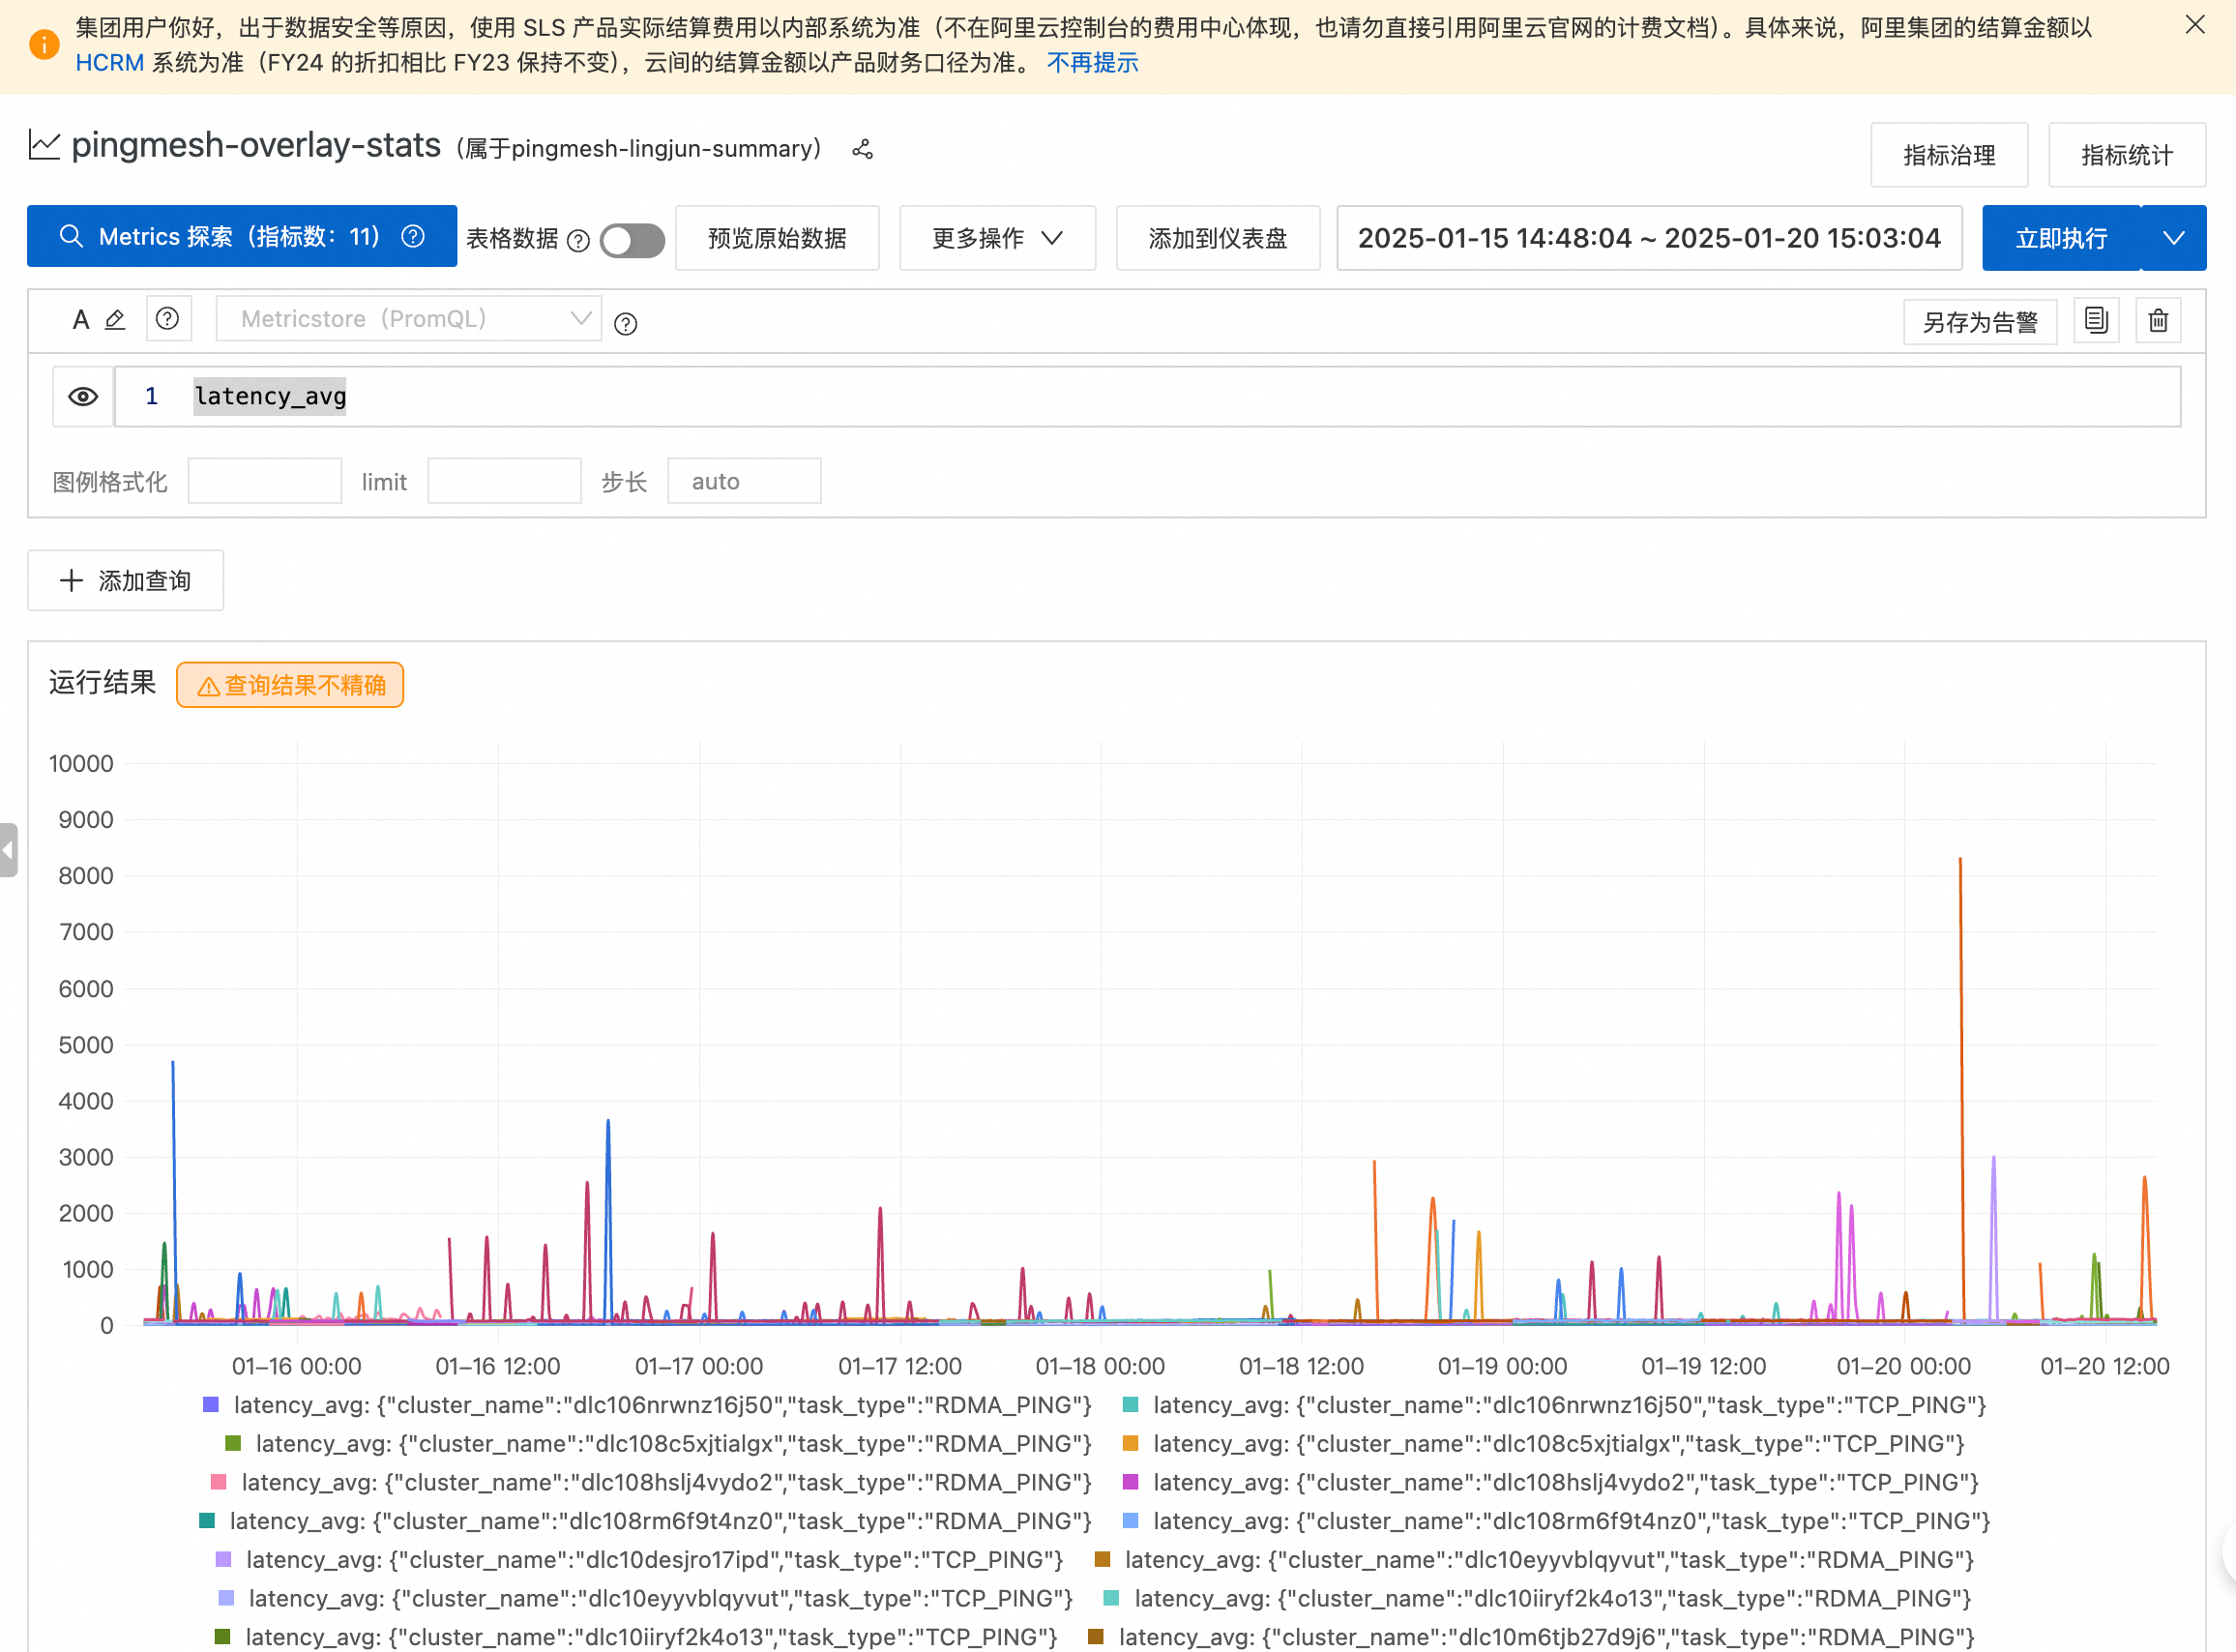 集团用户你好，出于数据安全等原因，使用 SLS 产品实际结算费用以内部系统为准（不在阿里云控制台的费用中心体现，也请勿直接引用阿里云官网的计费文档）。具体来说，阿里集团的结算金额以
HCRM 系统为准（FY24 的折扣相比 FY23 保持不变），云间的结算金额以产品财务口径为准。 不再提示
pingmesh-overlay-stats (属于pingmesh-lingjun-summary)
指标治理 指标统计
Metrics 探索（指标数：11） 表格数据 预览原始数据 更多操作 添加到仪表盘 2025-01-15 14:48:04 ~ 2025-01-20 15:03:04 立即执行
A Metricstore（PromQL） 另存为告警
1 latency_avg
图例格式化 limit 步长 auto
添加查询
运行结果 查询结果不精确
10000
9000
8000
7000
6000
5000
4000
3000
2000
1000
0
01-16 00:00 01-16 12:00 01-17 00:00 01-17 12:00 01-18 00:00 01-18 12:00 01-19 00:00 01-19 12:00 01-20 00:00 01-20 12:00
latency_avg: {"cluster_name":"dlc106nrwnz16j50","task_type":"RDMA_PING"} latency_avg: {"cluster_name":"dlc106nrwnz16j50","task_type":"TCP_PING"}
latency_avg: {"cluster_name":"dlc108c5xjtialgx","task_type":"RDMA_PING"} latency_avg: {"cluster_name":"dlc108c5xjtialgx","task_type":"TCP_PING"}
latency_avg: {"cluster_name":"dlc108hslj4vydo2","task_type":"RDMA_PING"} latency_avg: {"cluster_name":"dlc108hslj4vydo2","task_type":"TCP_PING"}
latency_avg: {"cluster_name":"dlc108rm6f9t4nz0","task_type":"RDMA_PING"} latency_avg: {"cluster_name":"dlc108rm6f9t4nz0","task_type":"TCP_PING"}
latency_avg: {"cluster_name":"dlc10desjro17ipd","task_type":"TCP_PING"} latency_avg: {"cluster_name":"dlc10eyyvblqyvut","task_type":"RDMA_PING"}
latency_avg: {"cluster_name":"dlc10eyyvblqyvut","task_type":"TCP_PING"} latency_avg: {"cluster_name":"dlc10iiryf2k4o13","task_type":"RDMA_PING"}
latency_avg: {"cluster_name":"dlc10iiryf2k4o13","task_type":"TCP_PING"} latency_avg: {"cluster_name":"dlc10m6tjb27d9j6","task_type":"RDMA_PING"}